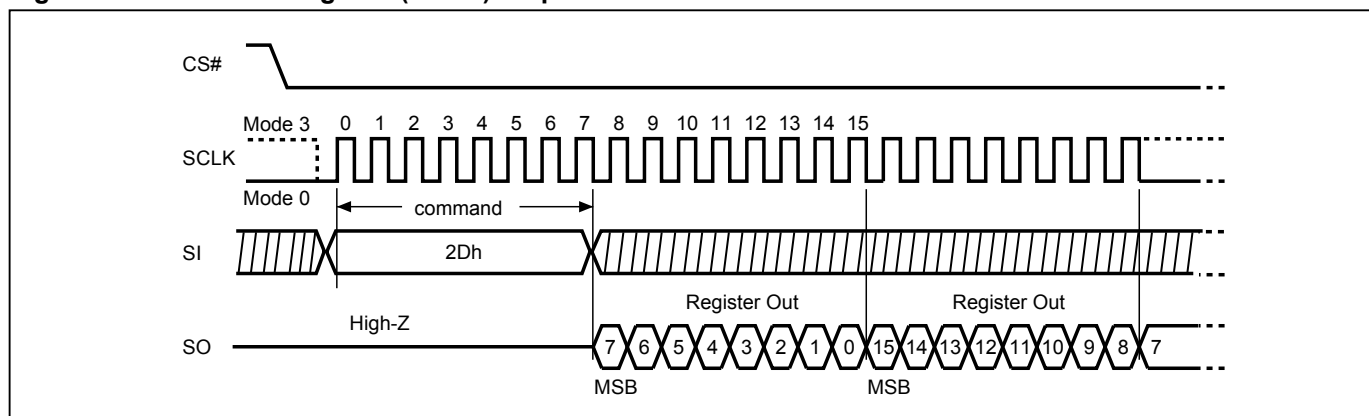 CS#
Mode 3 0 1 2 3 4 5 6 7 8 9 10 11 12 13 14 15
SCLK
Mode 0
command
SI 2Dh
Register Out Register Out
High-Z
SO 7 6 5 4 3 2 1 0 15 14 13 12 11 10 9 8 7
MSB MSB